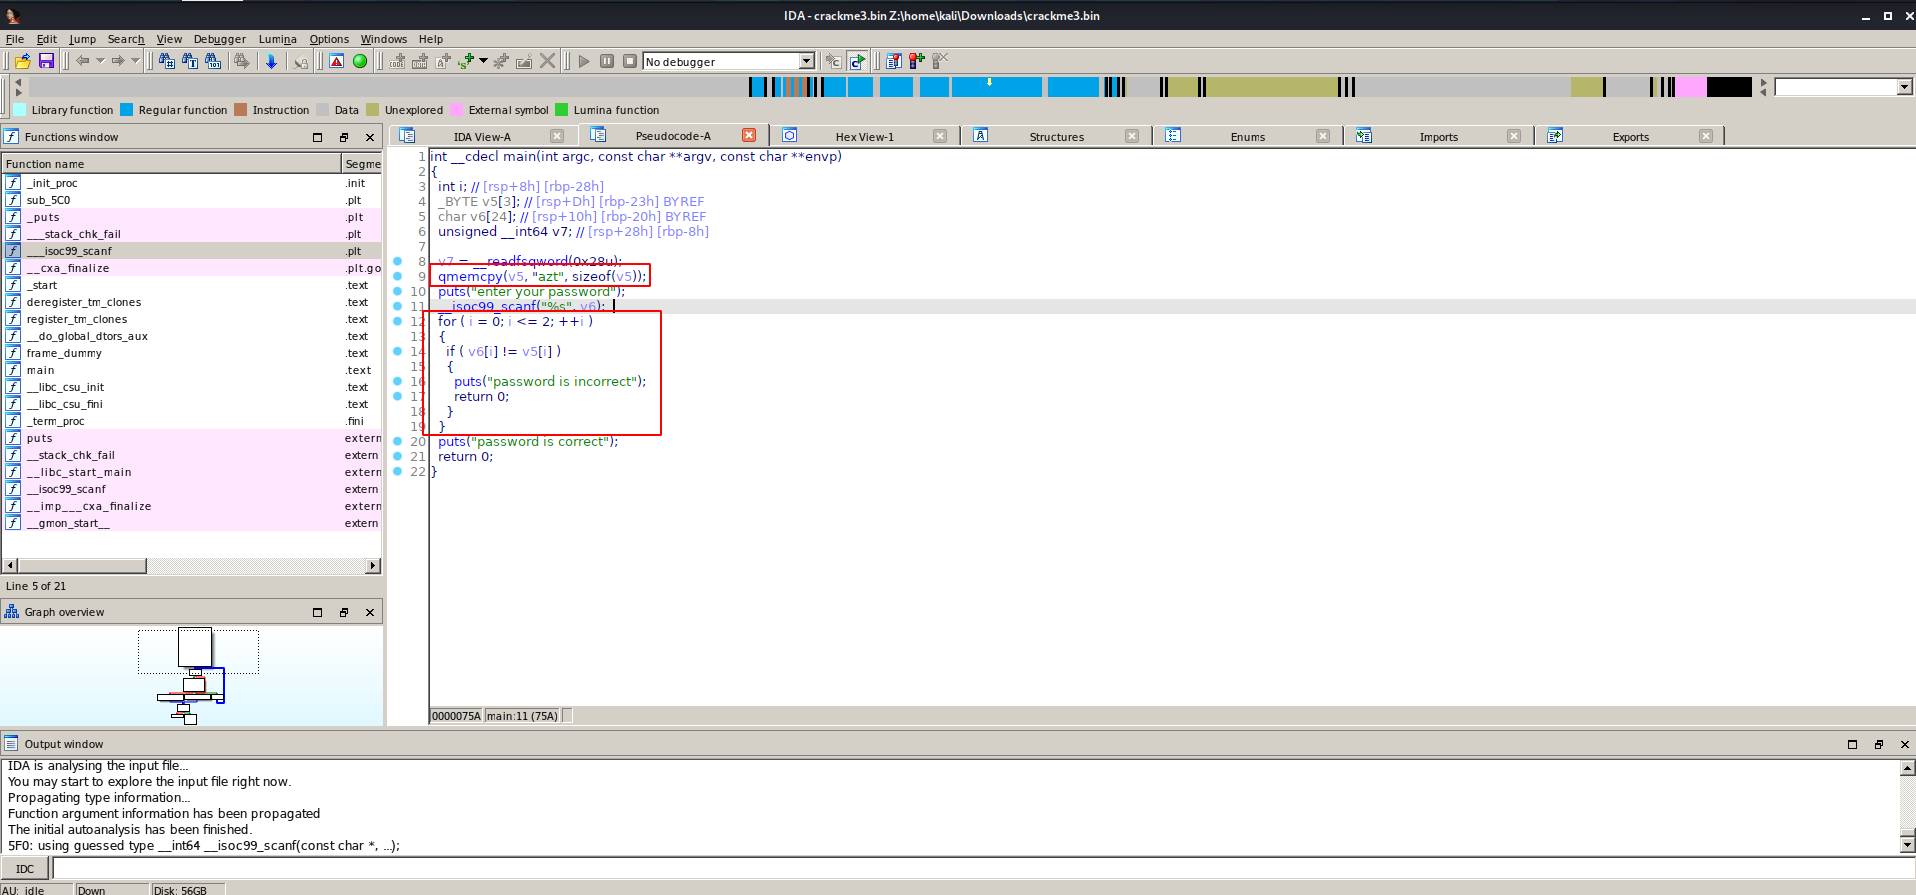 IDA - crackme3.bin Z:\home\kali\Downloads\crackme3.bin
File Edit Jump Search View Debugger Lumina Options Windows Help
No debugger
Library function Regular function Instruction Data Unexplored External symbol Lumina function
Functions window
IDA View-A Pseudocode-A Hex View-1 Structures Enums Imports Exports
Function name Segme
_init_proc .init
sub_5C0 .plt
_puts .plt
___stack_chk_fail .plt
___isoc99_scanf .plt
__cxa_finalize .plt.go
_start .text
deregister_tm_clones .text
register_tm_clones .text
__do_global_dtors_aux .text
frame_dummy .text
main .text
__libc_csu_init .text
__libc_csu_fini .text
_term_proc .fini
puts extern
__stack_chk_fail extern
__libc_start_main extern
__isoc99_scanf extern
__imp___cxa_finalize extern
__gmon_start__ extern
Line 5 of 21
Graph overview
1 int __cdecl main(int argc, const char **argv, const char **envp)
2 {
3 int i; // [rsp+8h] [rbp-28h]
4 _BYTE v5[3]; // [rsp+Dh] [rbp-23h] BYREF
5 char v6[24]; // [rsp+10h] [rbp-20h] BYREF
6 unsigned __int64 v7; // [rsp+28h] [rbp-8h]
7
8 v7 = __readfsqword(0x28u);
9 qmemcpy(v5, "azt", sizeof(v5));
10 puts("enter your password");
11 __isoc99_scanf("%s", v6);
12 for ( i = 0; i <= 2; ++i )
13 {
14 if ( v6[i] != v5[i] )
15 {
16 puts("password is incorrect");
17 return 0;
18 }
19 }
20 puts("password is correct");
21 return 0;
22 }
0000075A main:11 (75A)
Output window
IDA is analysing the input file...
You may start to explore the input file right now.
Propagating type information...
Function argument information has been propagated
The initial autoanalysis has been finished.
5F0: using guessed type __int64 __isoc99_scanf(const char *, ...);
IDC
AU: idle Down Disk: 56GB